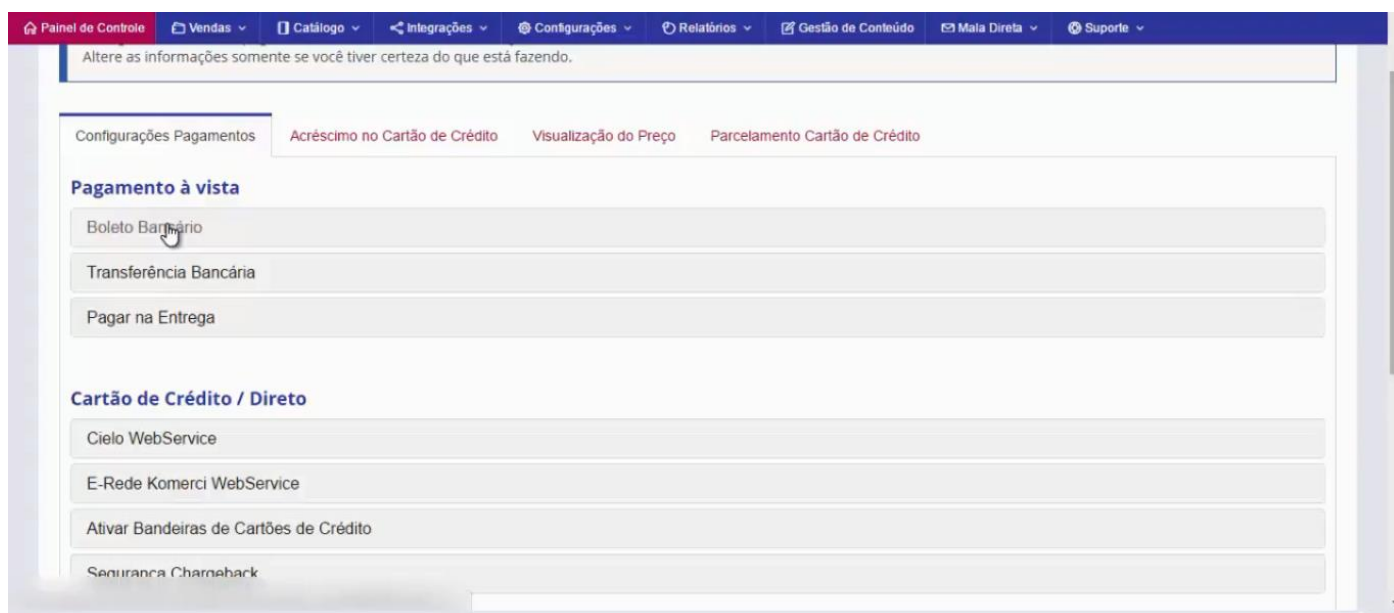 Painel de Controle Vendas Catálogo Integrações Configurações Relatórios Gestão de Conteúdo Mala Direta Suporte
Altere as informações somente se você tiver certeza do que está fazendo.
Configurações Pagamentos Acréscimo no Cartão de Crédito Visualização do Preço Parcelamento Cartão de Crédito
Pagamento à vista
Boleto Bancário
Transferência Bancária
Pagar na Entrega
Cartão de Crédito / Direto
Cielo WebService
E-Rede Komerci WebService
Ativar Bandeiras de Cartões de Crédito
Segurança Chargeback